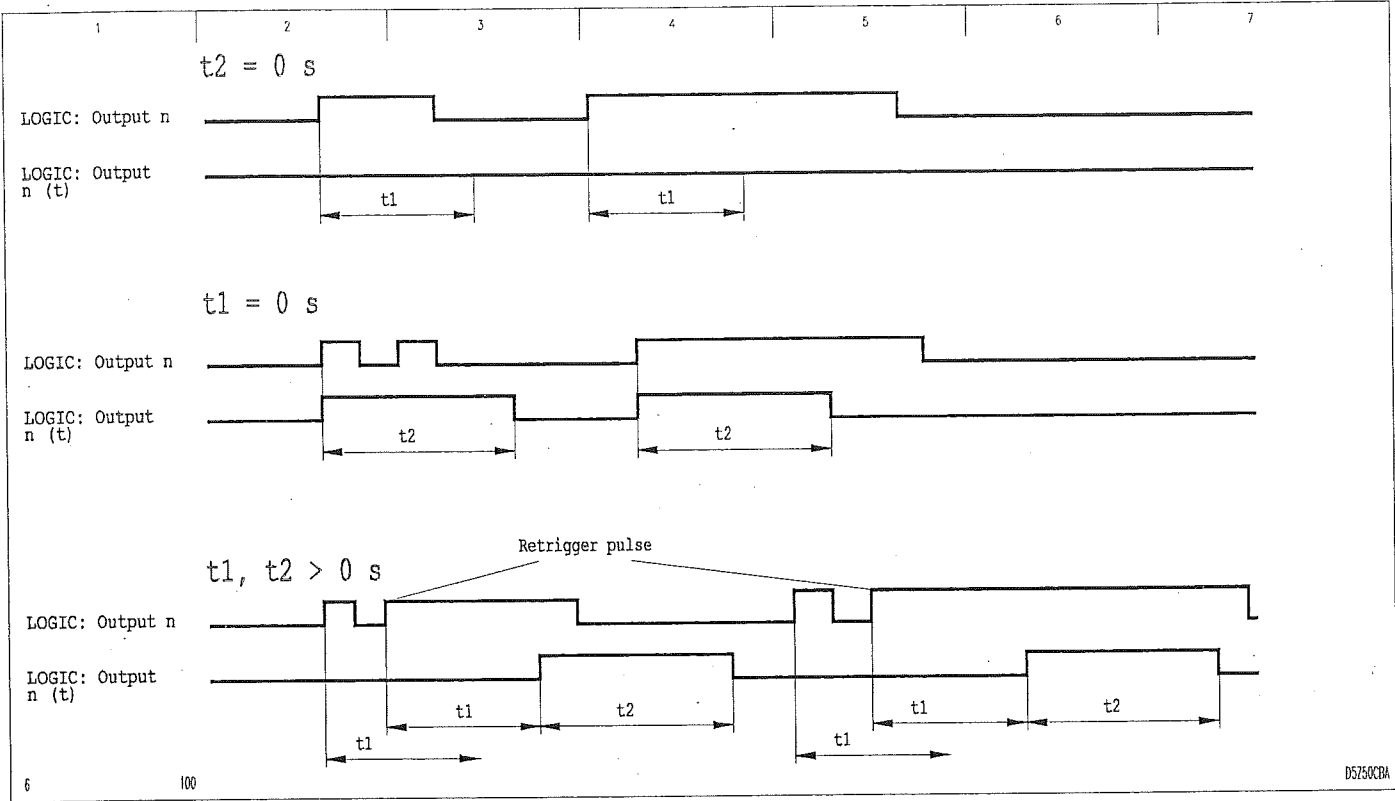 1 2 3 4 5 6 7
t2 = 0 s
LOGIC: Output n
LOGIC: Output
n (t)
t1
t1
t1 = 0 s
LOGIC: Output n
LOGIC: Output
n (t)
t2
t2
Retrigger pulse
t1, t2 > 0 s
LOGIC: Output n
LOGIC: Output
n (t)
t1
t2
t1
t2
t1
t1
6
100
D5Z50CBA